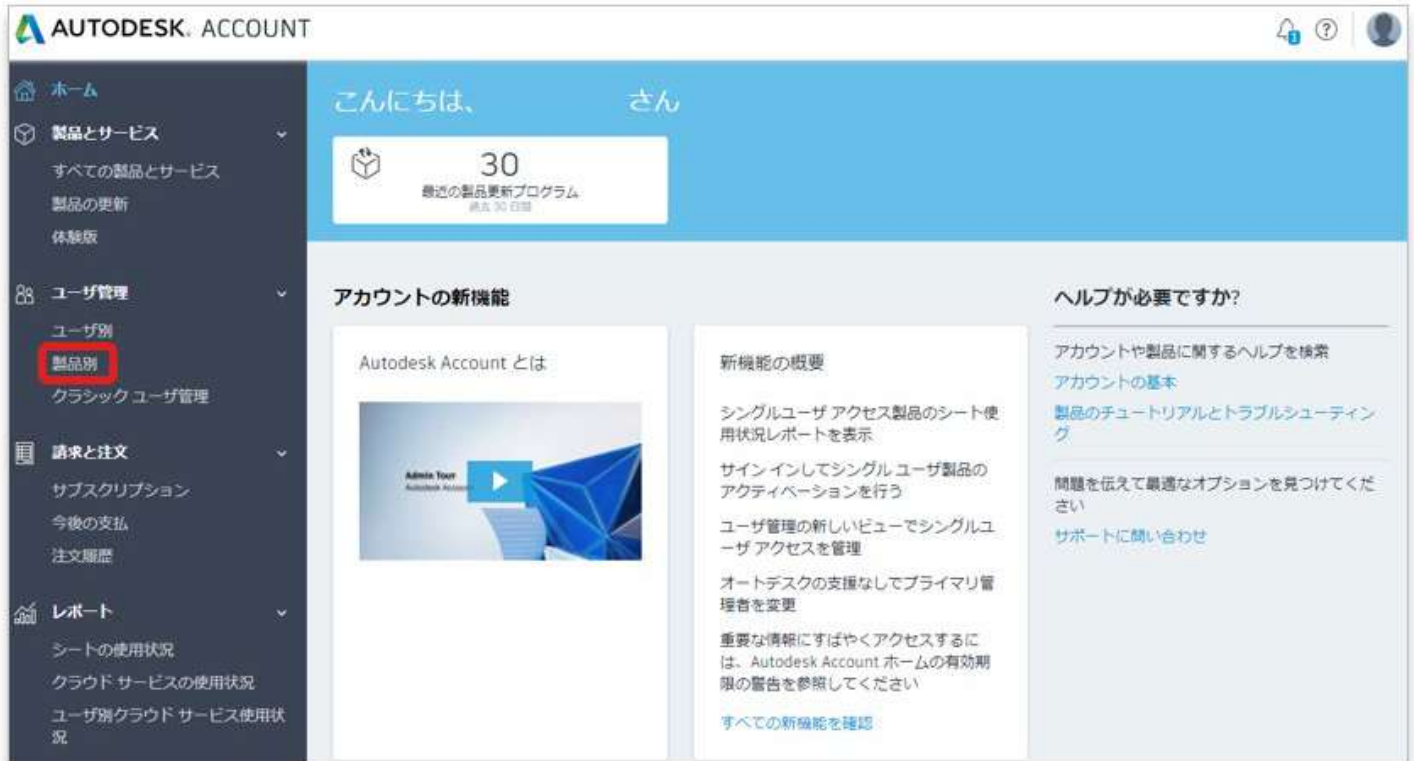 AUTODESK. ACCOUNT
1
ホーム
製品とサービス
すべての製品とサービス
製品の更新
体験版
ユーザ管理
ユーザ別
製品別
クラシック ユーザ管理
請求と注文
サブスクリプション
今後の支払
注文履歴
レポート
シートの使用状況
クラウド サービスの使用状況
ユーザ別クラウド サービス使用状
況
こんにちは、 さん
30
最近の製品更新プログラム
過去 30 日間
アカウントの新機能
Autodesk Account とは
Admin Tour
Autodesk Account
新機能の概要
シングルユーザ アクセス製品のシート使
用状況レポートを表示
サイン インしてシングル ユーザ製品の
アクティベーションを行う
ユーザ管理の新しいビューでシングルユ
ーザ アクセスを管理
オートデスクの支援なしでプライマリ管
理者を変更
重要な情報にすばやくアクセスするに
は、Autodesk Account ホームの有効期
限の警告を参照してください
すべての新機能を確認
ヘルプが必要ですか?
アカウントや製品に関するヘルプを検索
アカウントの基本
製品のチュートリアルとトラブルシューティン
グ
問題を伝えて最適なオプションを見つけてくだ
さい
サポートに問い合わせ